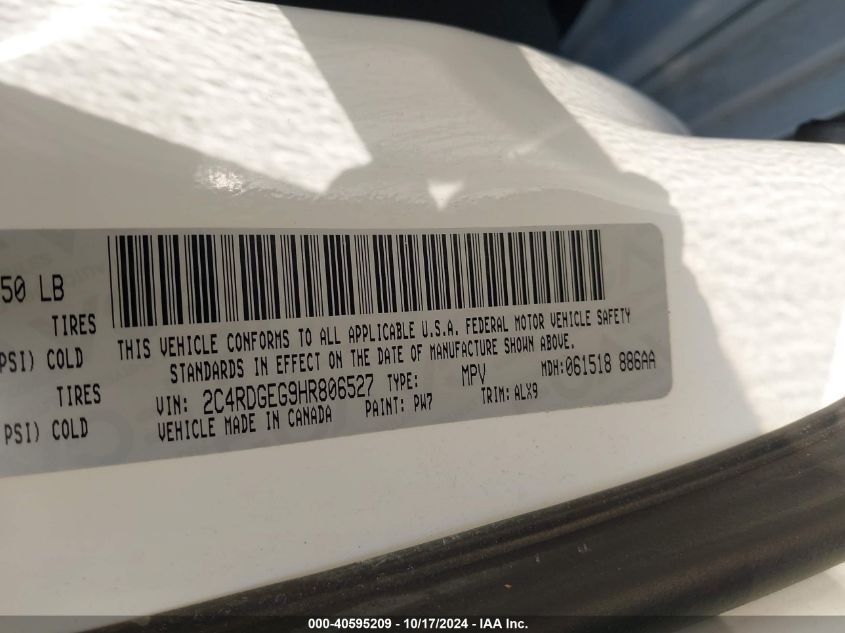 50 LB
TIRES
PSI) COLD
TIRES
PSI) COLD
THIS VEHICLE CONFORMS TO ALL APPLICABLE U.S.A. FEDERAL MOTOR VEHICLE SAFETY
STANDARDS IN EFFECT ON THE DATE OF MANUFACTURE SHOWN ABOVE.
VIN: 2C4RDGEG9HR806527 TYPE: MPV MDH:061518 886AA
VEHICLE MADE IN CANADA PAINT: PW7 TRIM: ALX9
000-40595209 - 10/17/2024 - IAA Inc.